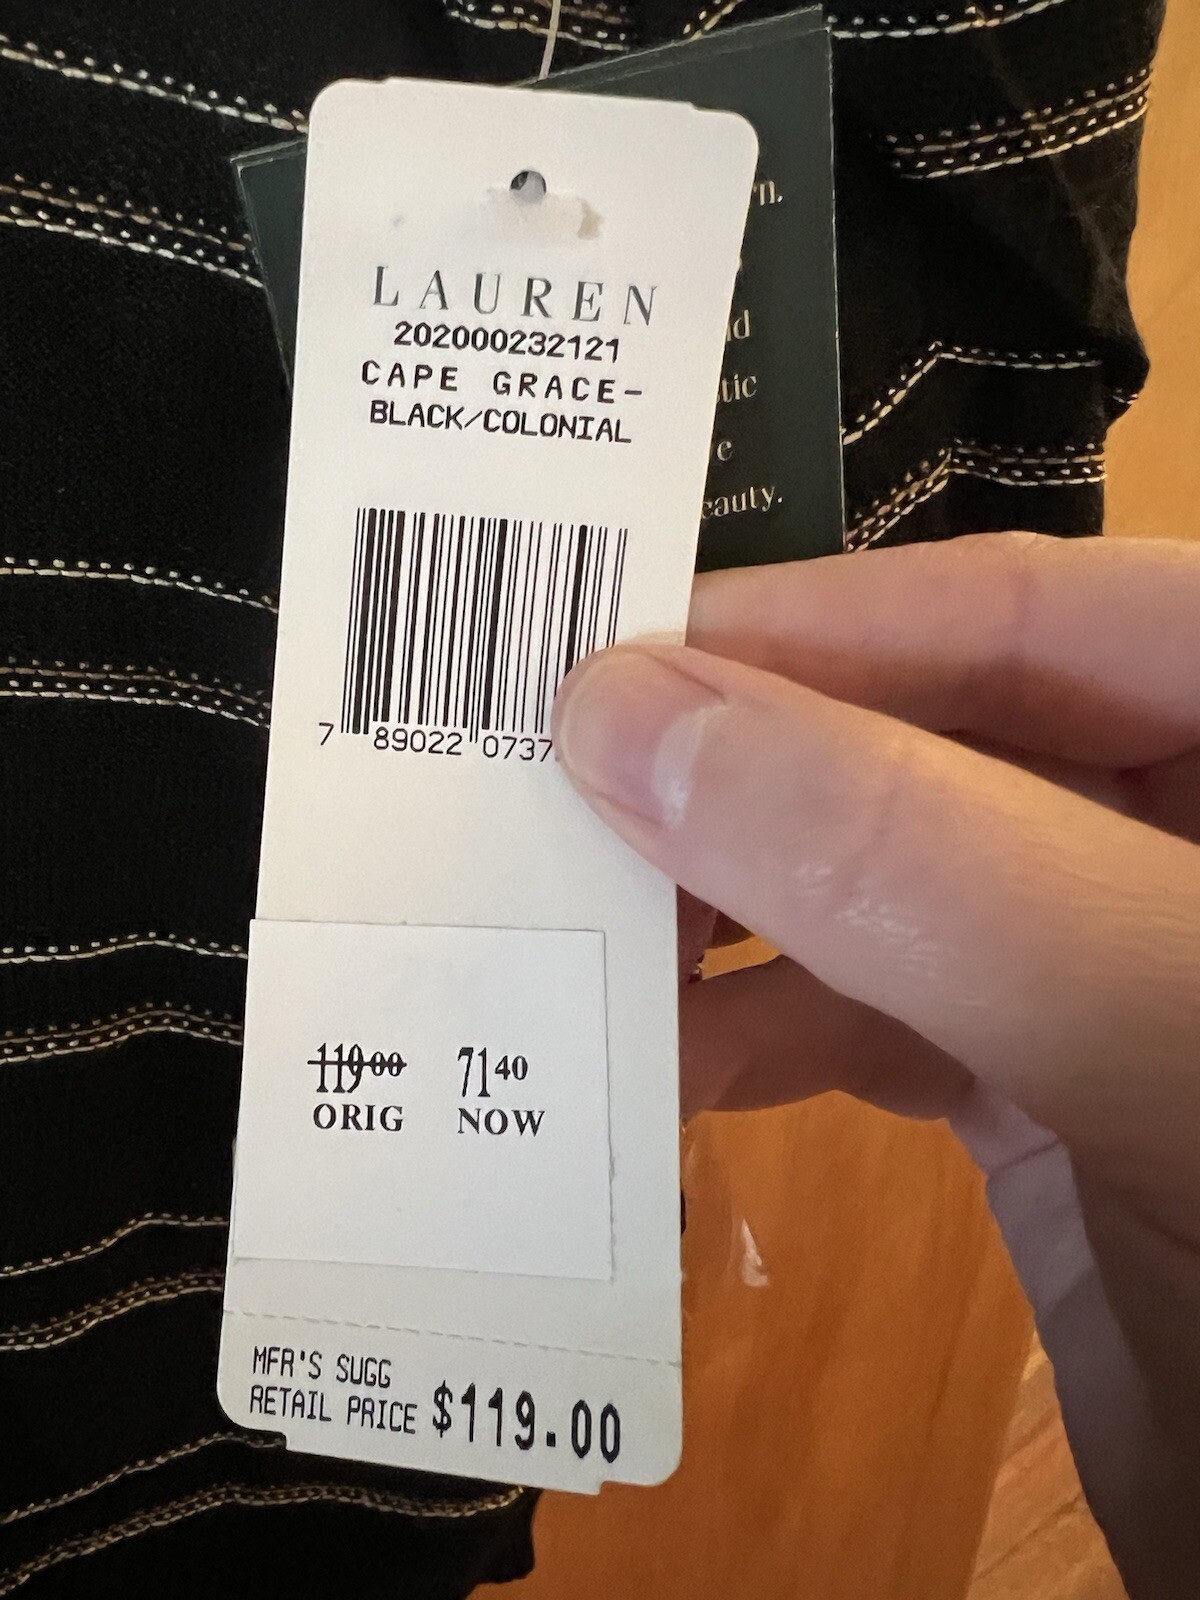 LAUREN
202000232121
CAPE GRACE-
BLACK/COLONIAL
7 89022 0737
119.00 71.40
ORIG NOW
MFR'S SUGG
RETAIL PRICE $119.00